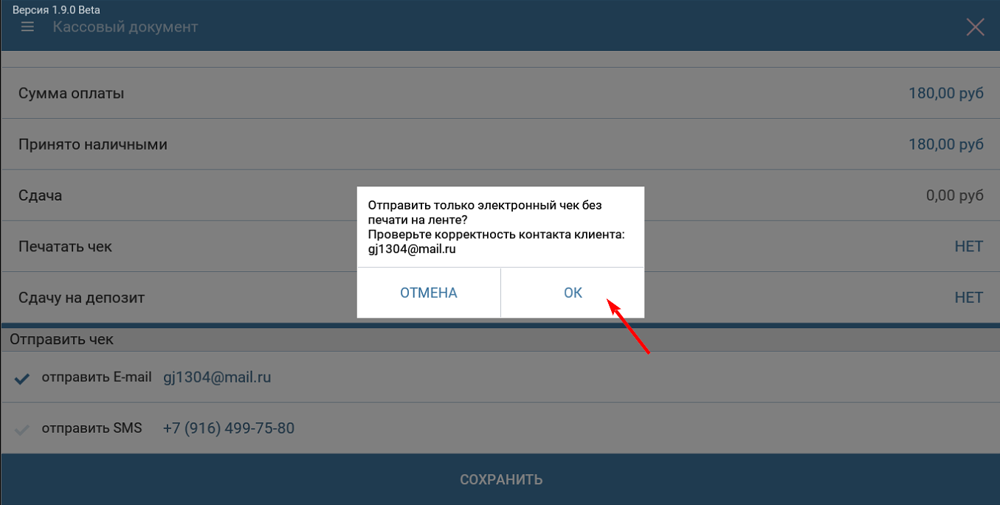 Версия 1.9.0 Beta
Кассовый документ
Сумма оплаты 180,00 руб
Принято наличными 180,00 руб
Сдача 0,00 руб
Печатать чек НЕТ
Сдачу на депозит НЕТ
Отправить только электронный чек без
печати на ленте?
Проверьте корректность контакта клиента:
gj1304@mail.ru
ОТМЕНА ОК
Отправить чек
отправить E-mail gj1304@mail.ru
отправить SMS +7 (916) 499-75-80
СОХРАНИТЬ